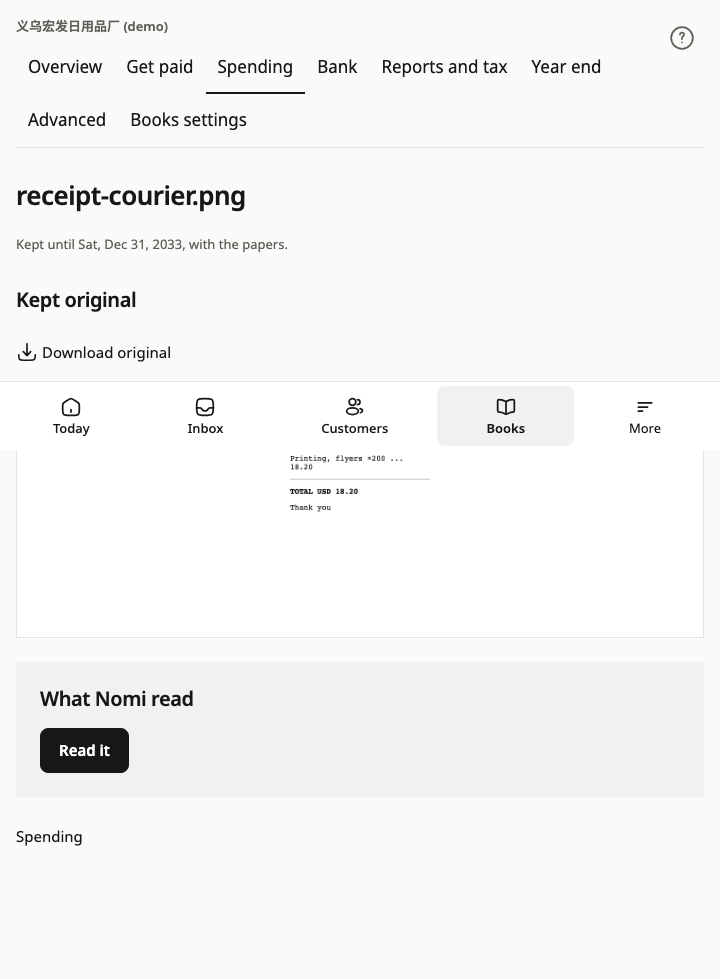 义乌宏发日用品厂 (demo)
Overview
Get paid
Spending
Bank
Reports and tax
Year end
Advanced
Books settings
receipt-courier.png
Kept until Sat, Dec 31, 2033, with the papers.
Kept original
Download original
Today
Inbox
Customers
Books
More
Printing, flyers ×200 ...
18.20
TOTAL USD 18.20
Thank you
What Nomi read
Read it
Spending